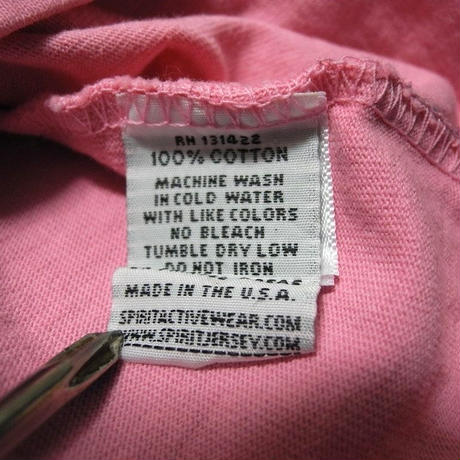 RN 131422
100% COTTON
MACHINE WASH
IN COLD WATER
WITH LIKE COLORS
NO BLEACH
TUMBLE DRY LOW
DO NOT IRON
MADE IN THE U.S.A.
SPIRITACTIVEWEAR.COM
WWW.SPIRITJERSEY.COM